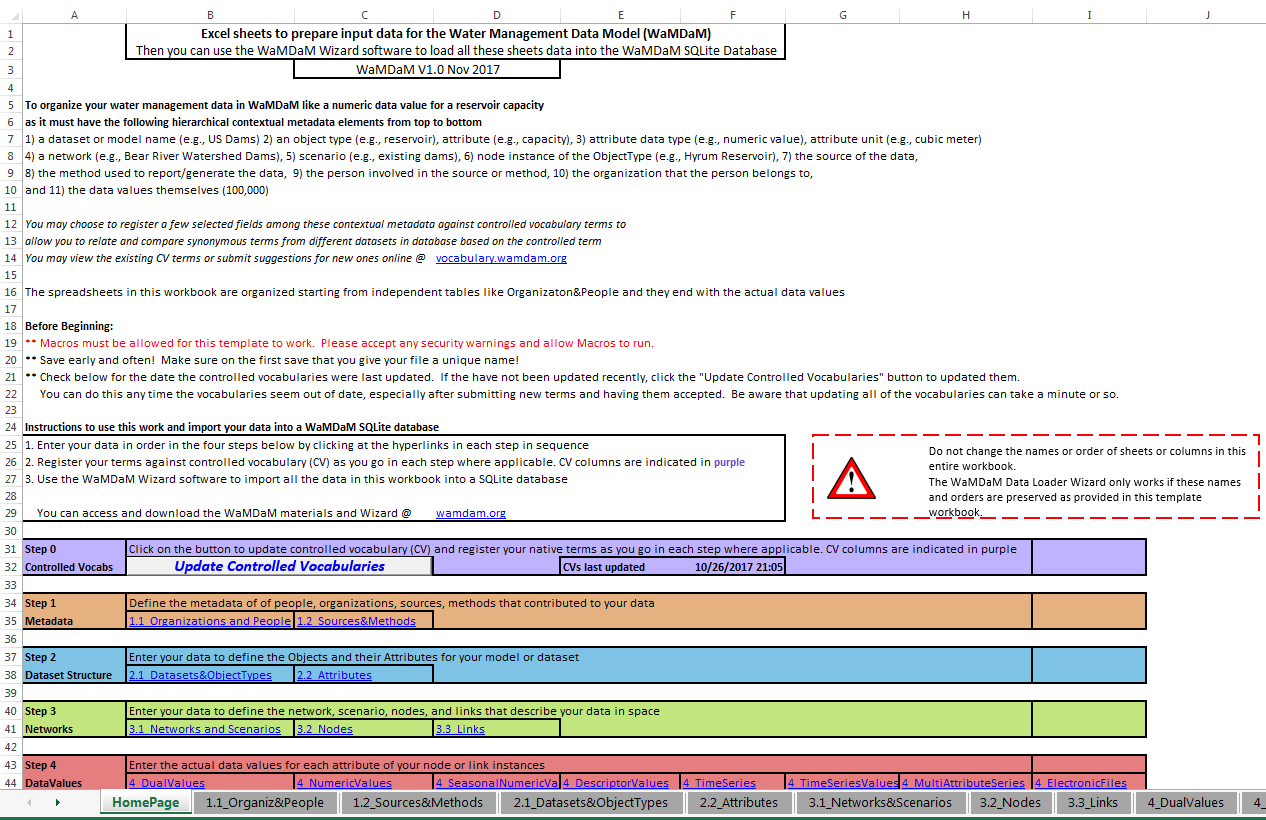 A B C D E F G H I J
1 Excel sheets to prepare input data for the Water Management Data Model (WaMDaM)
2 Then you can use the WaMDaM Wizard software to load all these sheets data into the WaMDaM SQLite Database
3 WaMDaM V1.0 Nov 2017
4
5 To organize your water management data in WaMDaM like a numeric data value for a reservoir capacity
6 as it must have the following hierarchical contextual metadata elements from top to bottom
7 1) a dataset or model name (e.g., US Dams) 2) an object type (e.g., reservoir), attribute (e.g., capacity), 3) attribute data type (e.g., numeric value), attribute unit (e.g., cubic meter)
8 4) a network (e.g., Bear River Watershed Dams), 5) scenario (e.g., existing dams), 6) node instance of the ObjectType (e.g., Hyrum Reservoir), 7) the source of the data,
9 8) the method used to report/generate the data, 9) the person involved in the source or method, 10) the organization that the person belongs to,
10 and 11) the data values themselves (100,000)
11
12 You may choose to register a few selected fields among these contextual metadata against controlled vocabulary terms to
13 allow you to relate and compare synonymous terms from different datasets in database based on the controlled term
14 You may view the existing CV terms or submit suggestions for new ones online @ vocabulary.wamdam.org
15
16 The spreadsheets in this workbook are organized starting from independent tables like Organizaton&People and they end with the actual data values
17
18 Before Beginning:
19 ** Macros must be allowed for this template to work. Please accept any security warnings and allow Macros to run.
20 ** Save early and often! Make sure on the first save that you give your file a unique name!
21 ** Check below for the date the controlled vocabularies were last updated. If the have not been updated recently, click the "Update Controlled Vocabularies" button to updated them.
22 You can do this any time the vocabularies seem out of date, especially after submitting new terms and having them accepted. Be aware that updating all of the vocabularies can take a minute or so.
23
24 Instructions to use this work and import your data into a WaMDaM SQLite database
25 1. Enter your data in order in the four steps below by clicking at the hyperlinks in each step in sequence
26 2. Register your terms against controlled vocabulary (CV) as you go in each step where applicable. CV columns are indicated in purple
27 3. Use the WaMDaM Wizard software to import all the data in this workbook into a SQLite database
28
29 You can access and download the WaMDaM materials and Wizard @ wamdam.org
Do not change the names or order of sheets or columns in this
entire workbook.
The WaMDaM Data Loader Wizard only works if these names
and orders are preserved as provided in this template
workbook.
30
31 Step 0 Click on the button to update controlled vocabulary (CV) and register your native terms as you go in each step where applicable. CV columns are indicated in purple
32 Controlled Vocabs Update Controlled Vocabularies CVs last updated 10/26/2017 21:05
33
34 Step 1 Define the metadata of of people, organizations, sources, methods that contributed to your data
35 Metadata 1.1_Organizations and People 1.2_Sources&Methods
36
37 Step 2 Enter your data to define the Objects and their Attributes for your model or dataset
38 Dataset Structure 2.1_Datasets&ObjectTypes 2.2_Attributes
39
40 Step 3 Enter your data to define the network, scenario, nodes, and links that describe your data in space
41 Networks 3.1_Networks and Scenarios 3.2_Nodes 3.3_Links
42
43 Step 4 Enter the actual data values for each attribute of your node or link instances
44 DataValues 4_DualValues 4_NumericValues 4_SeasonalNumericVa 4_DescriptorValues 4_TimeSeries 4_TimeSeriesValues 4_MultiAttributeSeries 4_ElectronicFiles
HomePage 1.1_Organiz&People 1.2_Sources&Methods 2.1_Datasets&ObjectTypes 2.2_Attributes 3.1_Networks&Scenarios 3.2_Nodes 3.3_Links 4_DualValues 4_